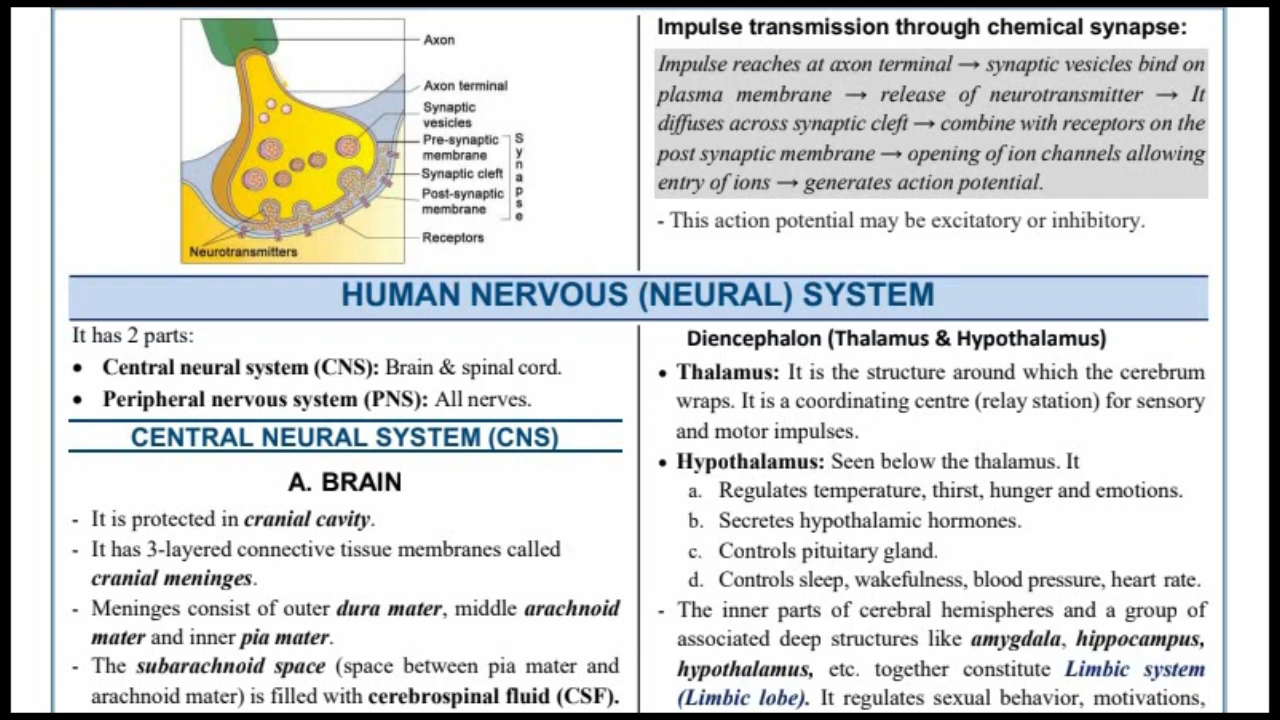 Axon
Axon terminal
Synaptic
vesicles
Pre-synaptic
membrane
Synaptic cleft
Post-synaptic
membrane
Receptors
Neurotransmitters
Synapse
Impulse transmission through chemical synapse:
Impulse reaches at axon terminal → synaptic vesicles bind on
plasma membrane → release of neurotransmitter → It
diffuses across synaptic cleft → combine with receptors on the
post synaptic membrane → opening of ion channels allowing
entry of ions → generates action potential.
- This action potential may be excitatory or inhibitory.
HUMAN NERVOUS (NEURAL) SYSTEM
It has 2 parts:
• Central neural system (CNS): Brain & spinal cord.
• Peripheral nervous system (PNS): All nerves.
CENTRAL NEURAL SYSTEM (CNS)
A. BRAIN
- It is protected in cranial cavity.
- It has 3-layered connective tissue membranes called
cranial meninges.
- Meninges consist of outer dura mater, middle arachnoid
mater and inner pia mater.
- The subarachnoid space (space between pia mater and
arachnoid mater) is filled with cerebrospinal fluid (CSF).
Diencephalon (Thalamus & Hypothalamus)
• Thalamus: It is the structure around which the cerebrum
wraps. It is a coordinating centre (relay station) for sensory
and motor impulses.
• Hypothalamus: Seen below the thalamus. It
a. Regulates temperature, thirst, hunger and emotions.
b. Secretes hypothalamic hormones.
c. Controls pituitary gland.
d. Controls sleep, wakefulness, blood pressure, heart rate.
- The inner parts of cerebral hemispheres and a group of
associated deep structures like amygdala, hippocampus,
hypothalamus, etc. together constitute Limbic system
(Limbic lobe). It regulates sexual behavior, motivations,